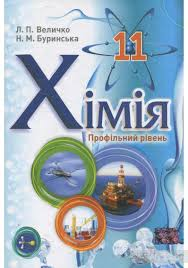 Л. П. Величко
Н. М. Буринська
11
Хімія
Профільний рівень